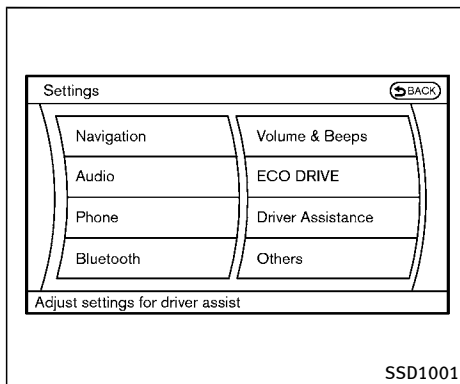 Settings
BACK
Navigation
Audio
Phone
Bluetooth
Volume & Beeps
ECO DRIVE
Driver Assistance
Others
Adjust settings for driver assist
SSD1001